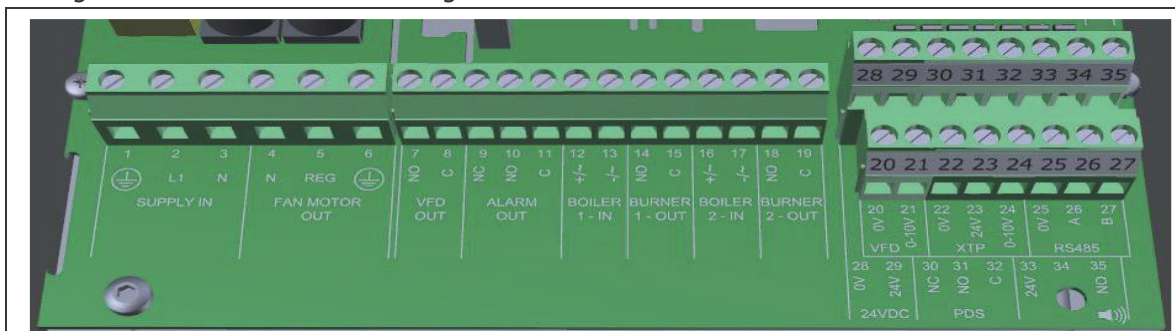 28 29 30 31 32 33 34 35
20 21 22 23 24 25 26 27
1 2 3 4 5 6 7 8 9 10 11 12 13 14 15 16 17 18 19
L1 N N REG NO C NC NO C +/~ -/~ NO C +/~ -/~ NO C
SUPPLY IN
FAN MOTOR OUT
VFD OUT
ALARM OUT
BOILER 1 - IN
BURNER 1 - OUT
BOILER 2 - IN
BURNER 2 - OUT
20 21 22 23 24 25 26 27
0V 0-10V 0V 24V 0-10V 0V A B
VFD XTP RS485
28 29 30 31 32 33 34 35
0V 24V NC NO C 24V NO
24VDC PDS